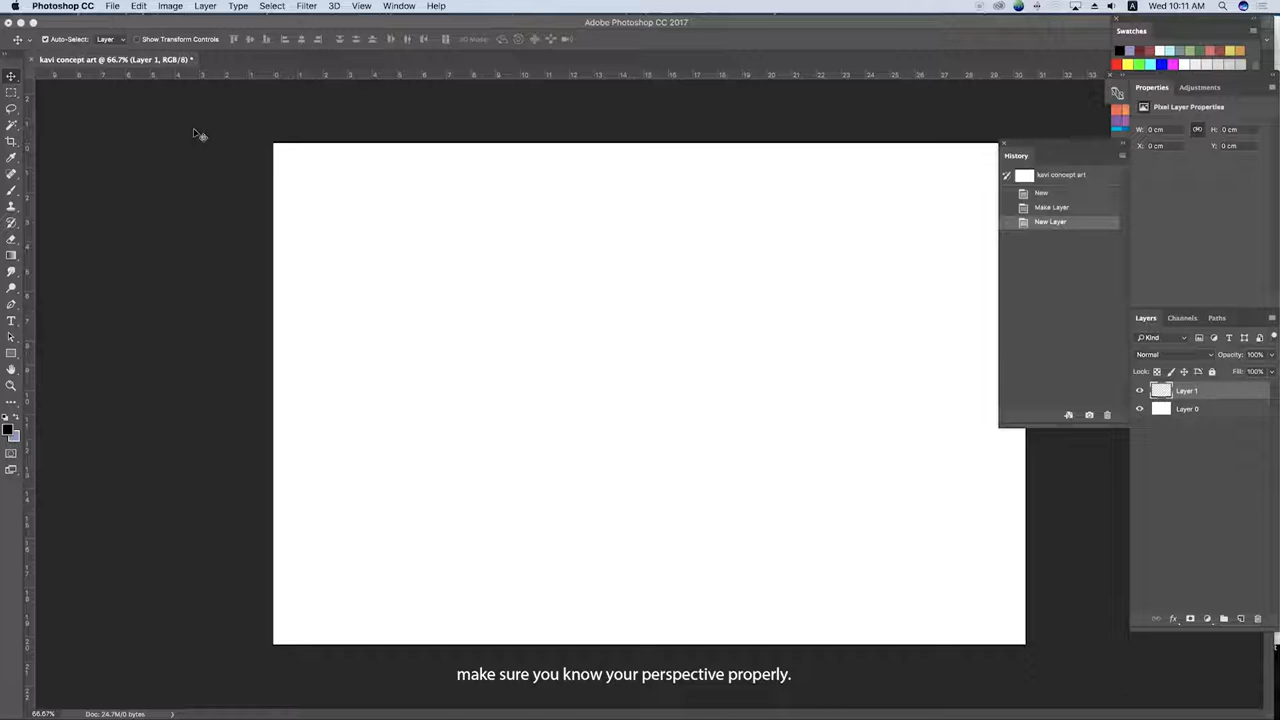 Photoshop CC File Edit Image Layer Type Select Filter 3D View Window Help
Wed 10:11 AM
Adobe Photoshop CC 2017
Auto-Select: Layer Show Transform Controls 3D Mode:
kavi concept art @ 66.7% (Layer 1, RGB/8) *
Swatches
Properties Adjustments
Pixel Layer Properties
W: 0 cm H: 0 cm
X: 0 cm Y: 0 cm
History
kavi concept art
New
Make Layer
New Layer
Layers Channels Paths
Kind
Normal Opacity: 100%
Lock: Fill: 100%
Layer 1
Layer 0
make sure you know your perspective properly.
66.67% Doc: 24.7M/0 bytes